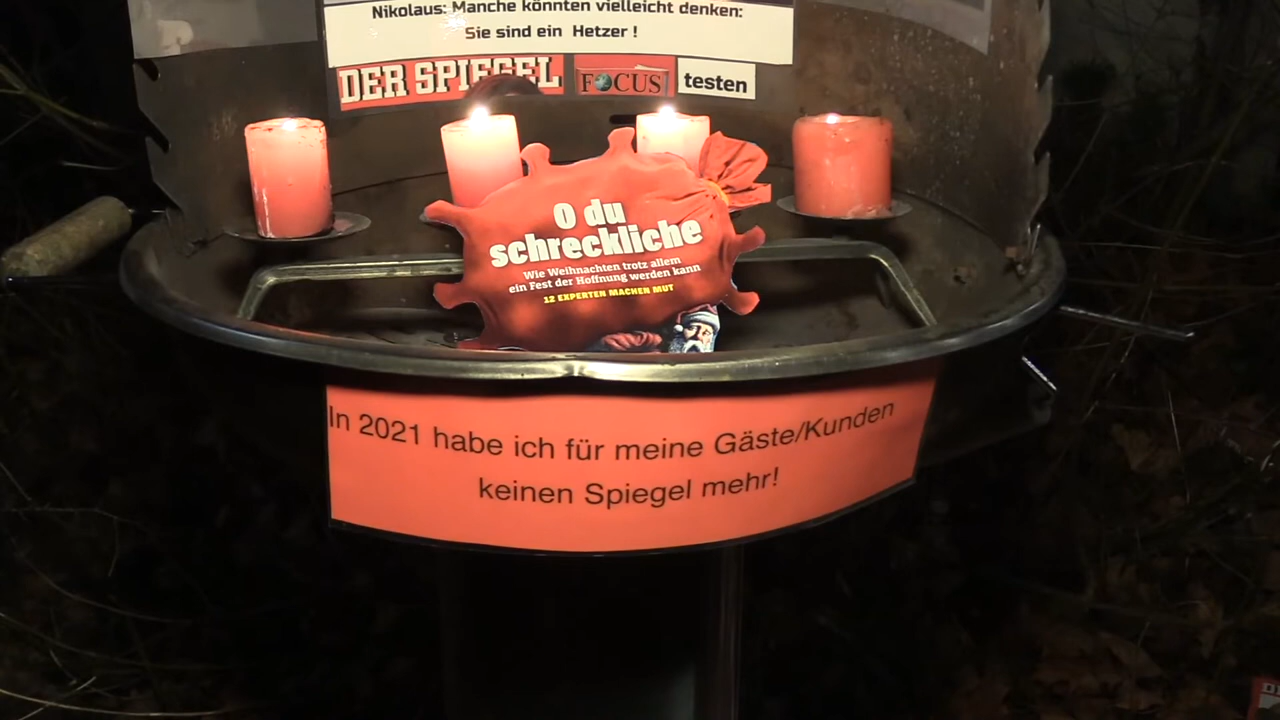 Nikolaus: Manche könnten vielleicht denken:
Sie sind ein Hetzer !
DER SPIEGEL FOCUS testen
O du
schreckliche
Wie Weihnachten trotz allem
ein Fest der Hoffnung werden kann
12 EXPERTEN MACHEN MUT
In 2021 habe ich für meine Gäste/Kunden
keinen Spiegel mehr!